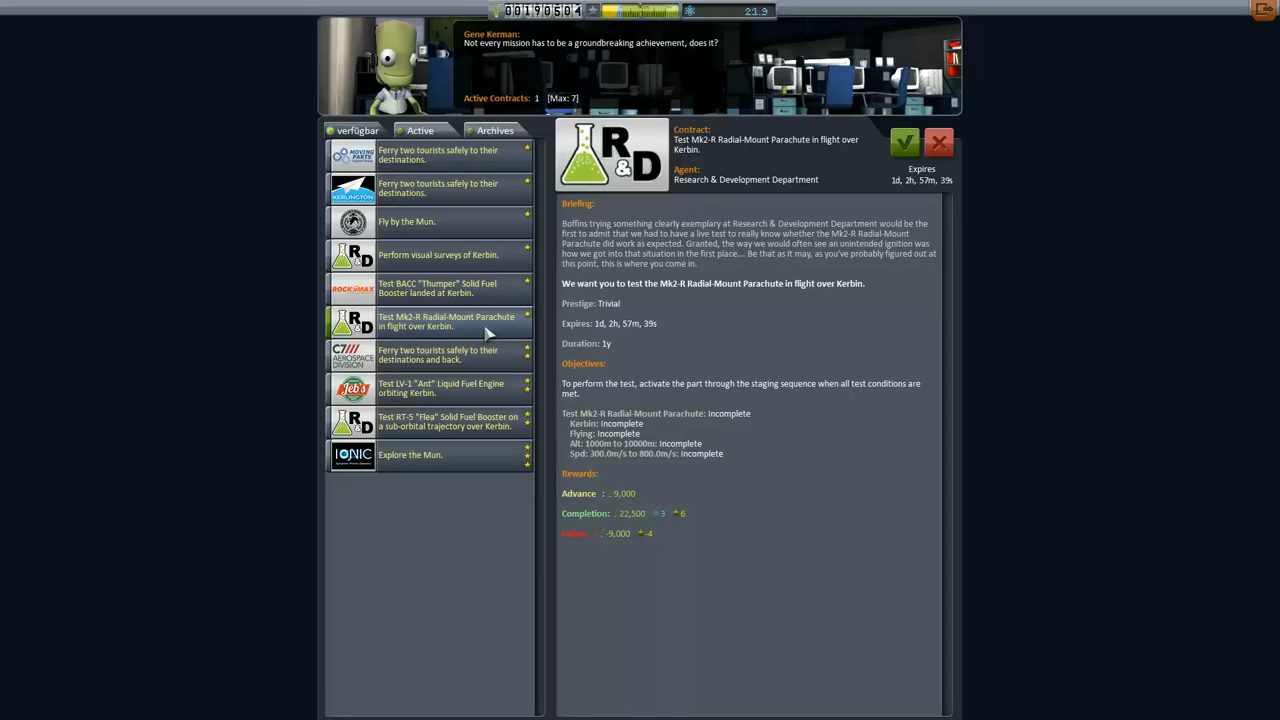 00190504
21.9
Gene Kerman:
Not every mission has to be a groundbreaking achievement, does it?
Active Contracts: 1 [Max: 7]
verfügbar
Active
Archives
MOVING PARTS
Ferry two tourists safely to their
destinations.
KERLINGTON
Ferry two tourists safely to their
destinations.
Fly by the Mun.
R&D
Perform visual surveys of Kerbin.
ROCKOMAX
Test BACC "Thumper" Solid Fuel
Booster landed at Kerbin.
R&D
Test Mk2-R Radial-Mount Parachute
in flight over Kerbin.
C7 AEROSPACE DIVISION
Ferry two tourists safely to their
destinations and back.
Jeb's
Test LV-1 "Ant" Liquid Fuel Engine
orbiting Kerbin.
R&D
Test RT-5 "Flea" Solid Fuel Booster on
a sub-orbital trajectory over Kerbin.
IONIC
Explore the Mun.
R&D
Contract:
Test Mk2-R Radial-Mount Parachute in flight over
Kerbin.
Agent:
Research & Development Department
Expires
1d, 2h, 57m, 39s
Briefing:
Boffins trying something clearly exemplary at Research & Development Department would be the
first to admit that we had to have a live test to really know whether the Mk2-R Radial-Mount
Parachute did work as expected. Granted, the way we would often see an unintended ignition was
how we got into that situation in the first place... Be that as it may, as you've probably figured out at
this point, this is where you come in.
We want you to test the Mk2-R Radial-Mount Parachute in flight over Kerbin.
Prestige: Trivial
Expires: 1d, 2h, 57m, 39s
Duration: 1y
Objectives:
To perform the test, activate the part through the staging sequence when all test conditions are
met.
Test Mk2-R Radial-Mount Parachute: Incomplete
Kerbin: Incomplete
Flying: Incomplete
Alt: 1000m to 10000m: Incomplete
Spd: 300.0m/s to 800.0m/s: Incomplete
Rewards:
Advance : 9,000
Completion: 22,500 3 6
Failure: -9,000 -4